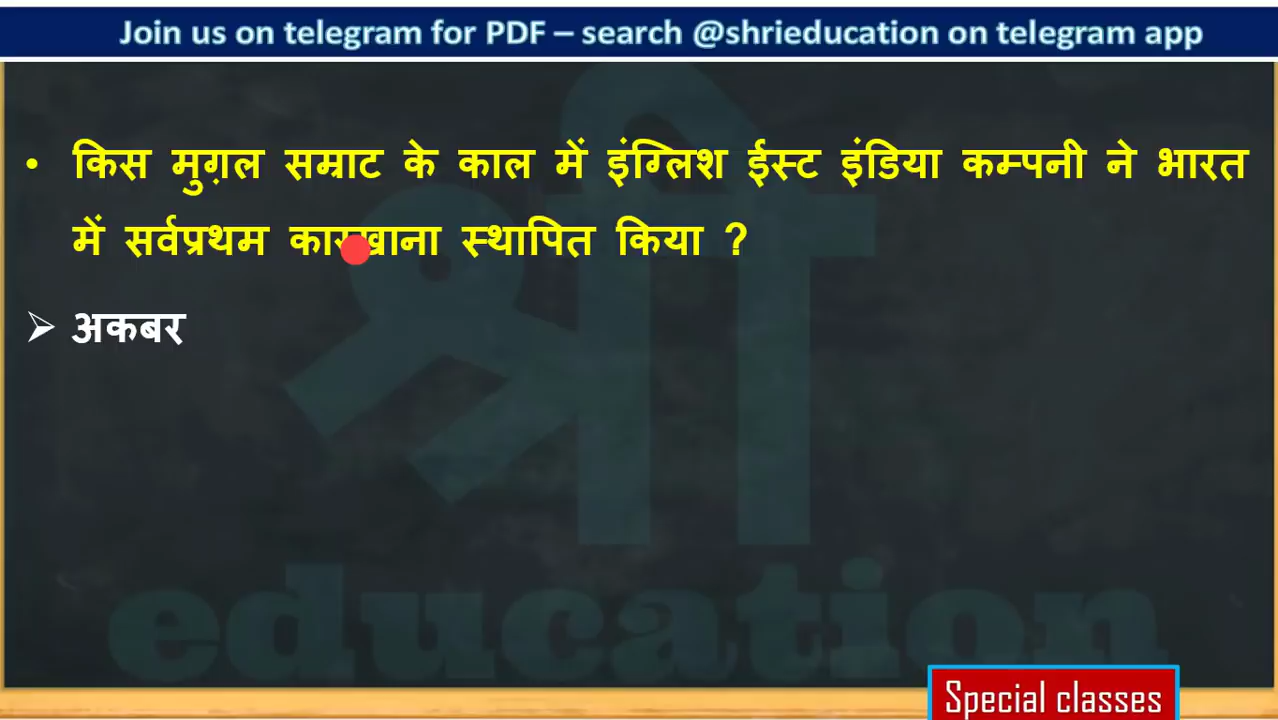 Join us on telegram for PDF – search @shrieducation on telegram app
• किस मुग़ल सम्राट के काल में इंग्लिश ईस्ट इंडिया कम्पनी ने भारत
में सर्वप्रथम कारखाना स्थापित किया ?
➢ अकबर
श्री
education
Special classes